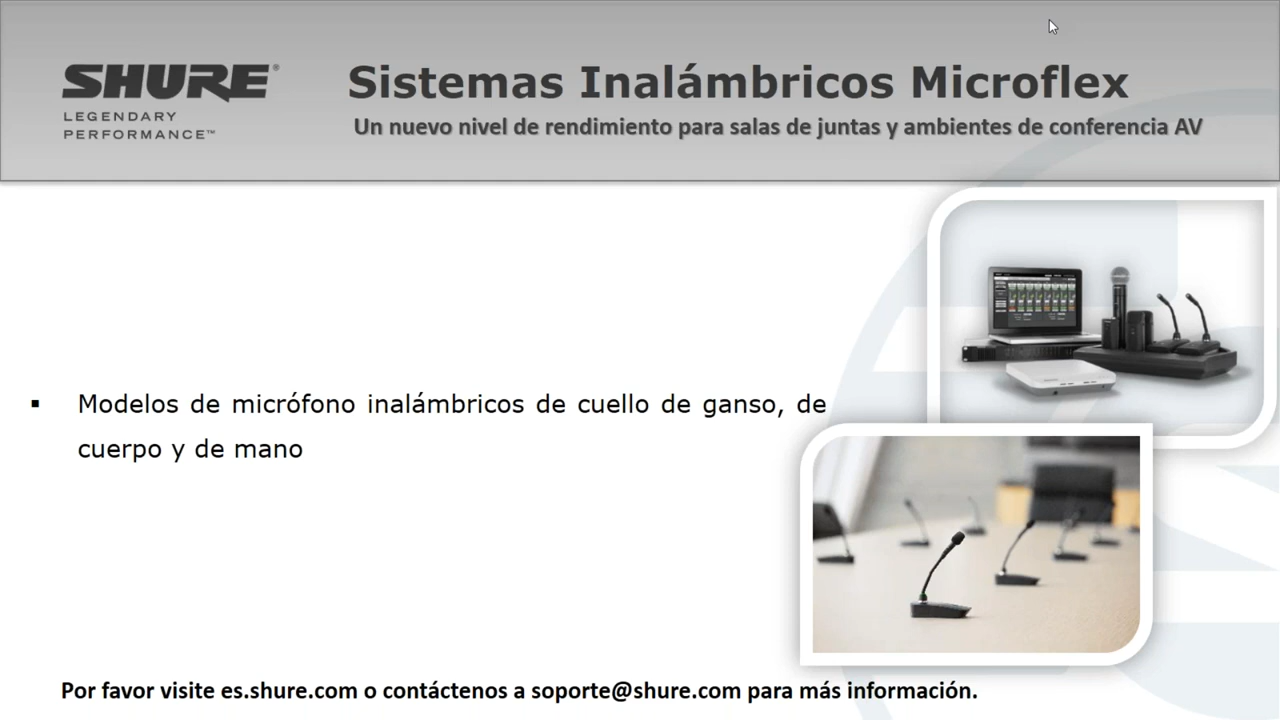 SHURE®
LEGENDARY
PERFORMANCE™
Sistemas Inalámbricos Microflex
Un nuevo nivel de rendimiento para salas de juntas y ambientes de conferencia AV
▪ Modelos de micrófono inalámbricos de cuello de ganso, de
cuerpo y de mano
Por favor visite es.shure.com o contáctenos a soporte@shure.com para más información.